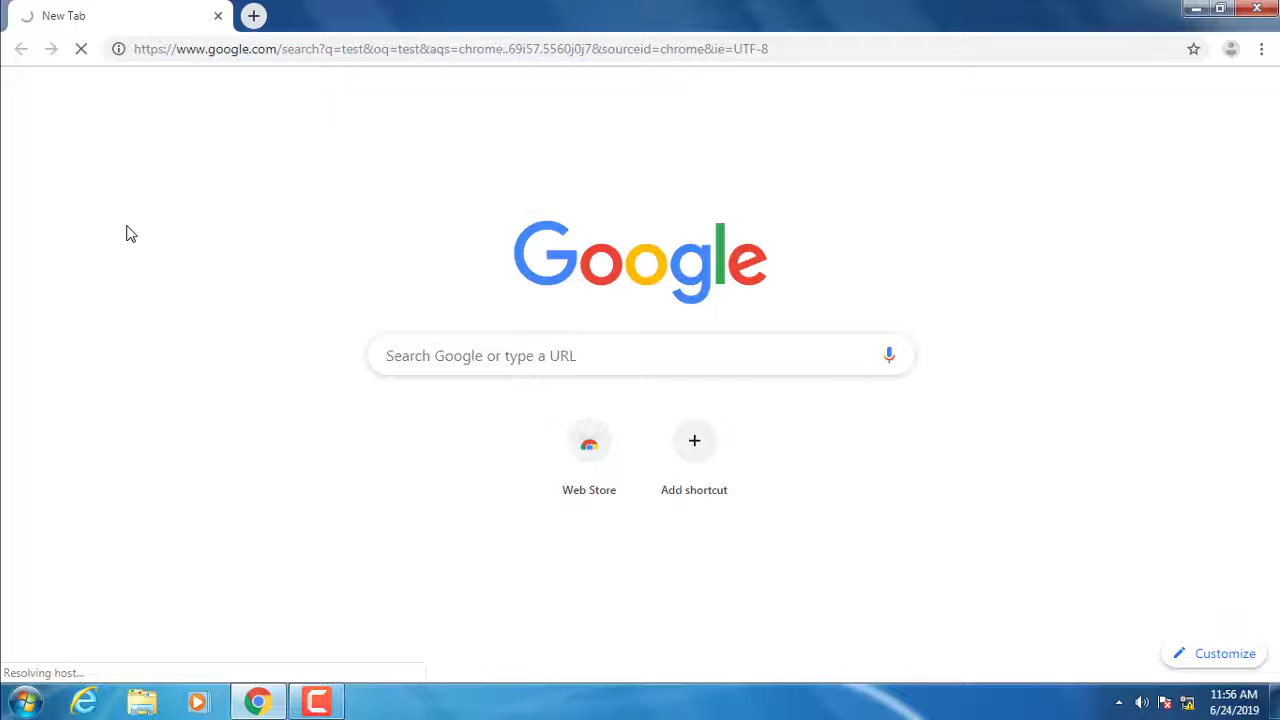 New Tab
https://www.google.com/search?q=test&oq=test&aqs=chrome..69i57.5560j0j7&sourceid=chrome&ie=UTF-8
Google
Search Google or type a URL
Web Store
Add shortcut
Customize
Resolving host...
11:56 AM
6/24/2019